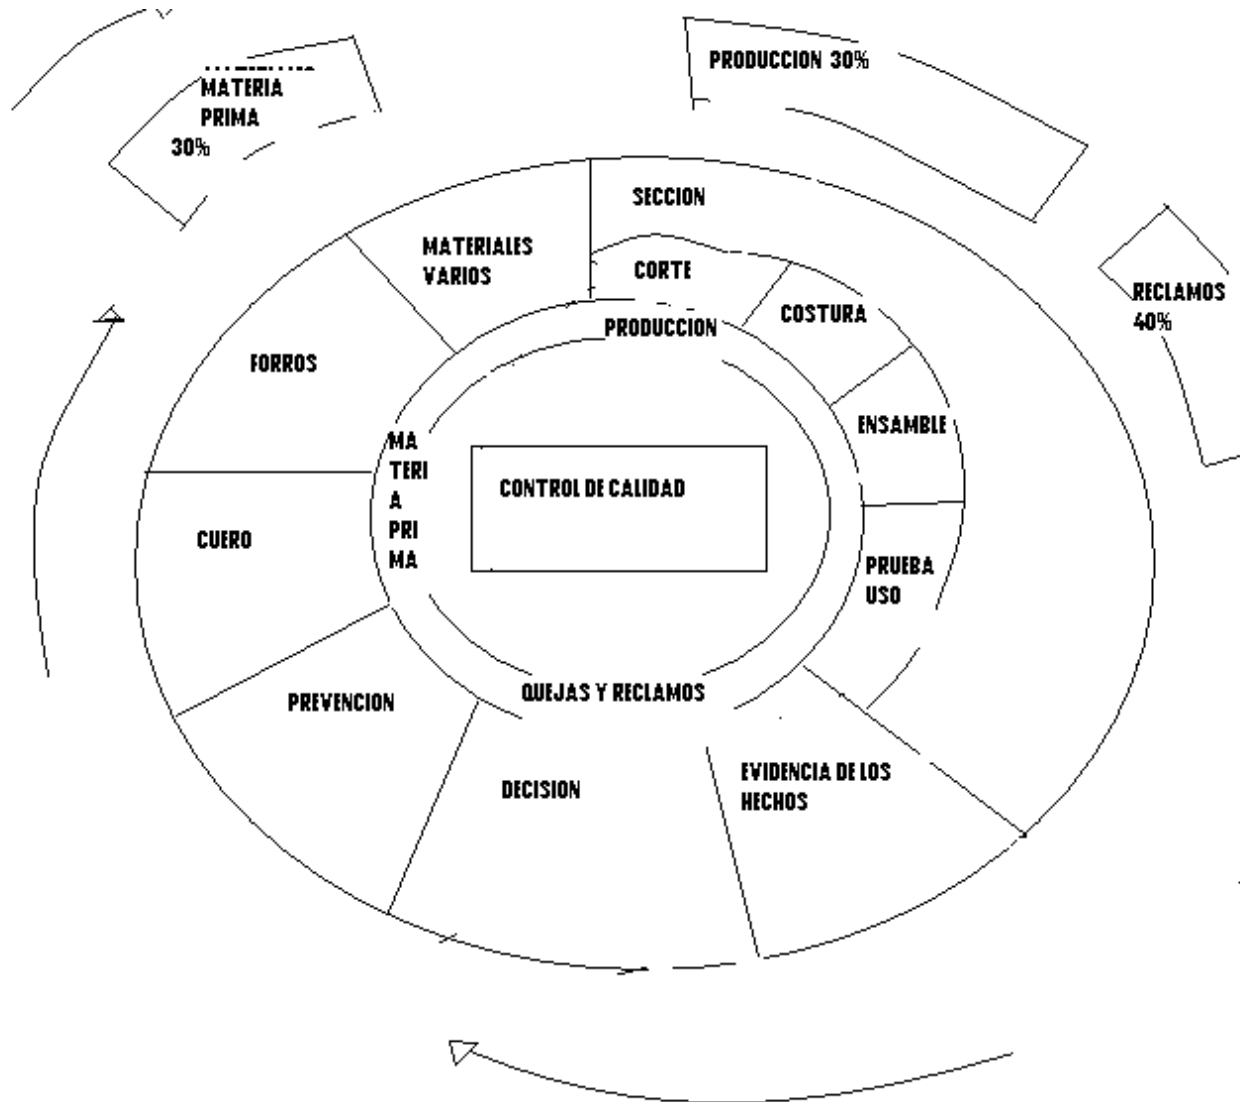 MATERIA
PRIMA
30%
PRODUCCION 30%
RECLAMOS
40%
SECCION
MATERIALES
VARIOS
CORTE
COSTURA
PRODUCCION
FORROS
ENSAMBLE
MA
TERI
A
PRI
MA
CONTROL DE CALIDAD
CUERO
PRUEBA
USO
PREVENCION
QUEJAS Y RECLAMOS
DECISION
EVIDENCIA DE LOS
HECHOS